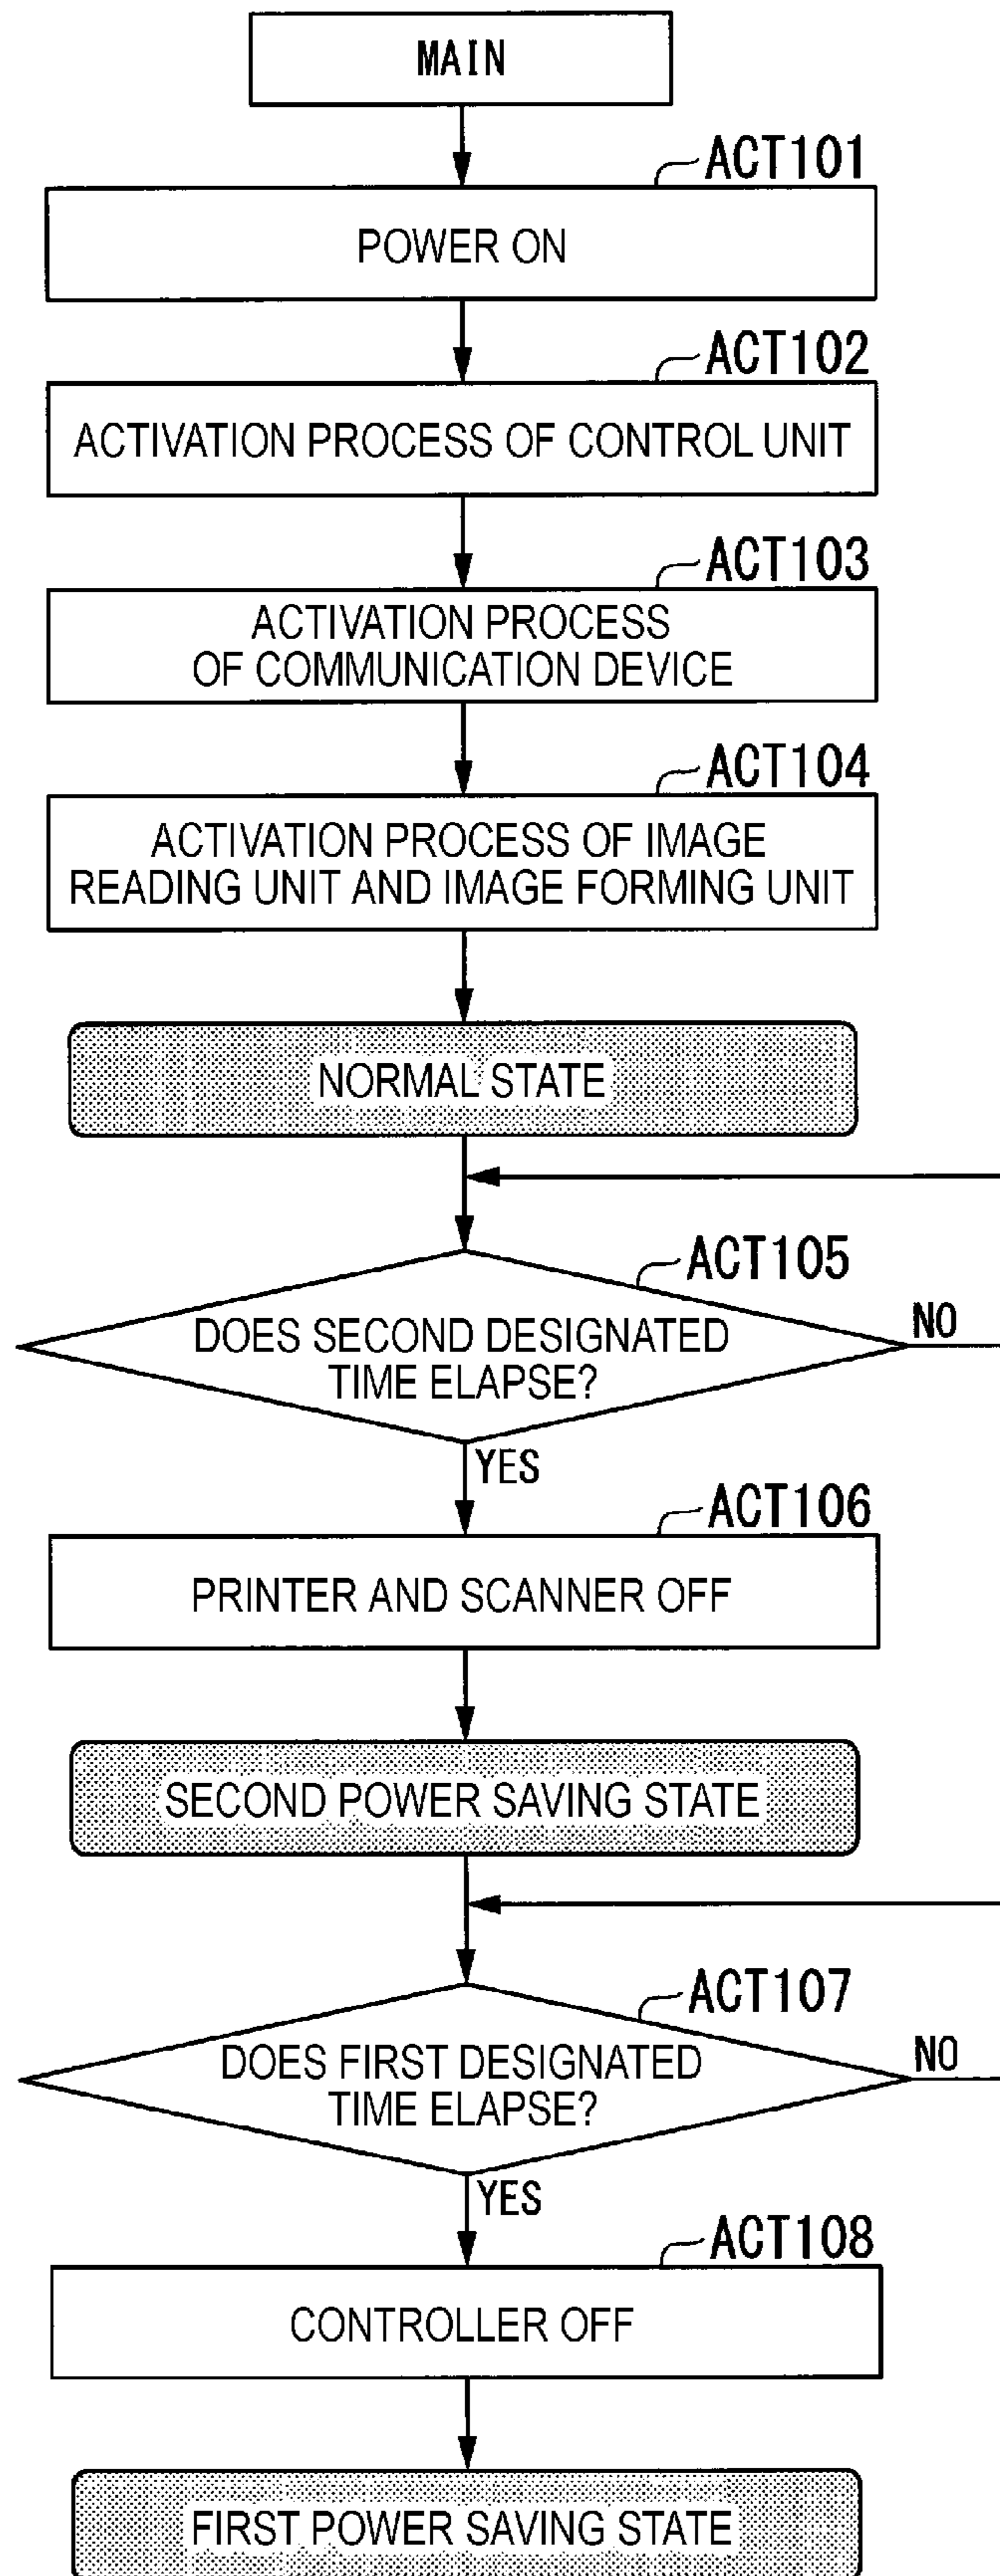 MAIN
ACT101
POWER ON
ACT102
ACTIVATION PROCESS OF CONTROL UNIT
ACT103
ACTIVATION PROCESS
OF COMMUNICATION DEVICE
ACT104
ACTIVATION PROCESS OF IMAGE
READING UNIT AND IMAGE FORMING UNIT
NORMAL STATE
ACT105
DOES SECOND DESIGNATED
TIME ELAPSE?
NO
YES
ACT106
PRINTER AND SCANNER OFF
SECOND POWER SAVING STATE
ACT107
DOES FIRST DESIGNATED
TIME ELAPSE?
NO
YES
ACT108
CONTROLLER OFF
FIRST POWER SAVING STATE